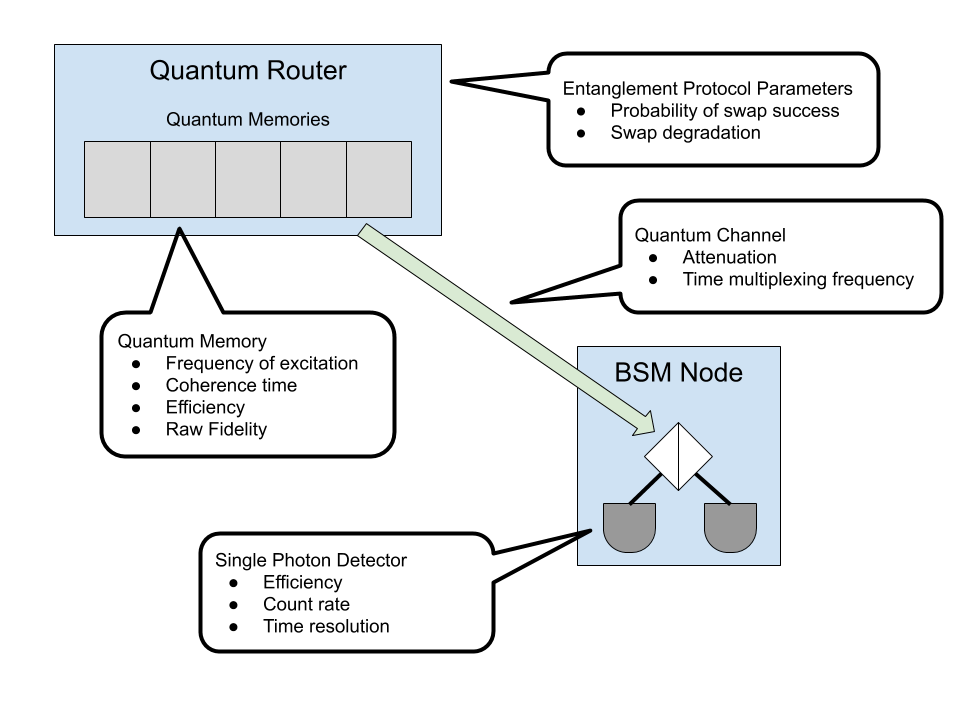 Quantum Router
Quantum Memories
Entanglement Protocol Parameters
● Probability of swap success
● Swap degradation
Quantum Channel
● Attenuation
● Time multiplexing frequency
Quantum Memory
● Frequency of excitation
● Coherence time
● Efficiency
● Raw Fidelity
BSM Node
Single Photon Detector
● Efficiency
● Count rate
● Time resolution